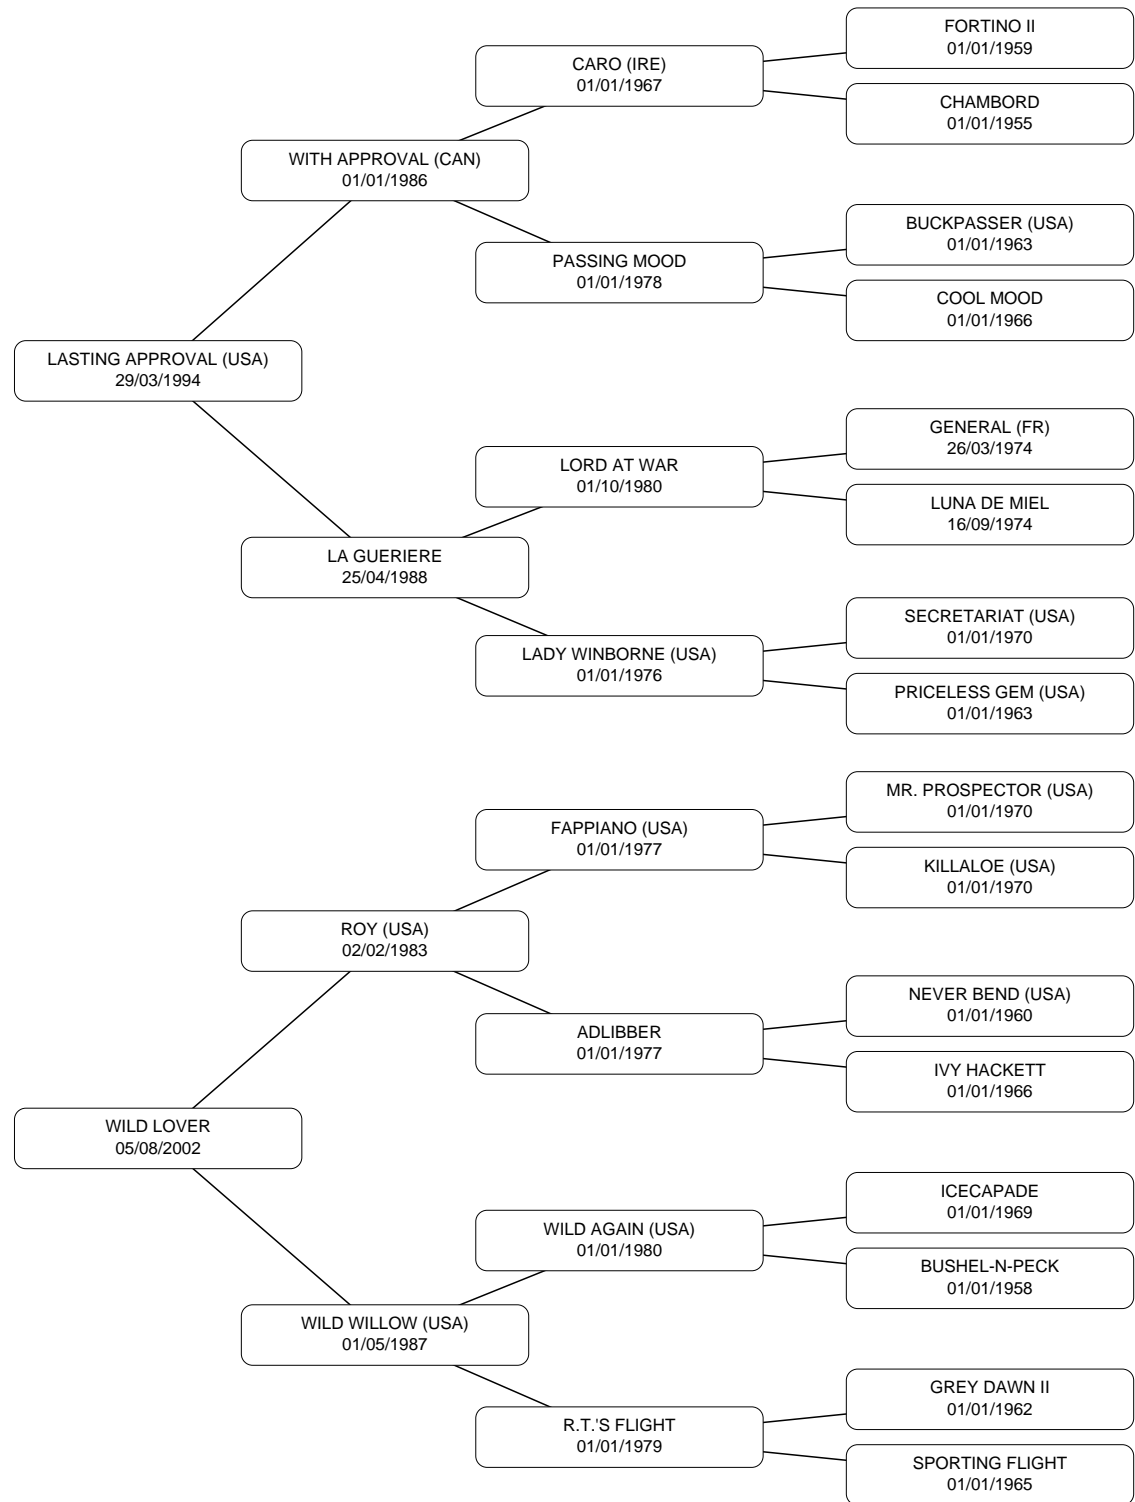 FORTINO II
01/01/1959
CARO (IRE)
01/01/1967
CHAMBORD
01/01/1955
WITH APPROVAL (CAN)
01/01/1986
BUCKPASSER (USA)
01/01/1963
PASSING MOOD
01/01/1978
COOL MOOD
01/01/1966
LASTING APPROVAL (USA)
29/03/1994
GENERAL (FR)
26/03/1974
LORD AT WAR
01/10/1980
LUNA DE MIEL
16/09/1974
LA GUERIERE
25/04/1988
SECRETARIAT (USA)
01/01/1970
LADY WINBORNE (USA)
01/01/1976
PRICELESS GEM (USA)
01/01/1963
MR. PROSPECTOR (USA)
01/01/1970
FAPPIANO (USA)
01/01/1977
KILLALOE (USA)
01/01/1970
ROY (USA)
02/02/1983
NEVER BEND (USA)
01/01/1960
ADLIBBER
01/01/1977
IVY HACKETT
01/01/1966
WILD LOVER
05/08/2002
ICECAPADE
01/01/1969
WILD AGAIN (USA)
01/01/1980
BUSHEL-N-PECK
01/01/1958
WILD WILLOW (USA)
01/05/1987
GREY DAWN II
01/01/1962
R.T.'S FLIGHT
01/01/1979
SPORTING FLIGHT
01/01/1965